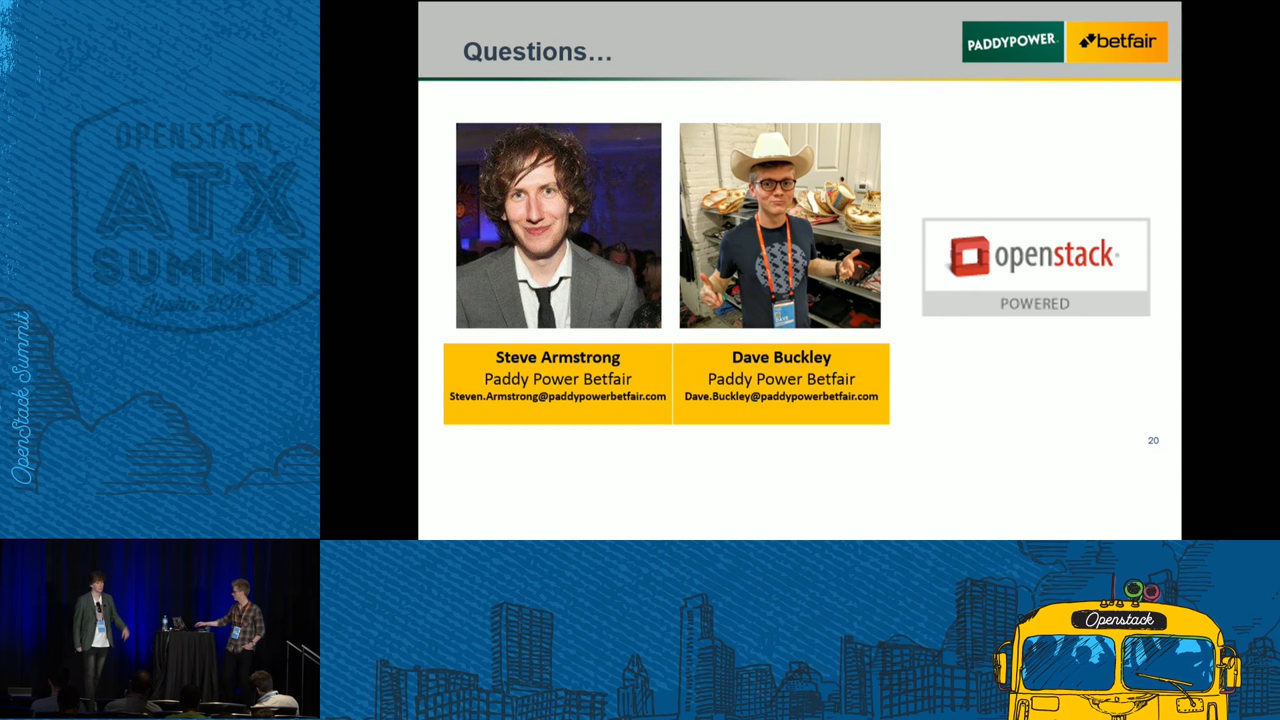 OPENSTACK
ATX
SUMMIT
OpenStack Summit
Questions…
PADDYPOWER.
betfair
openstack
POWERED
Steve Armstrong
Paddy Power Betfair
Steven.Armstrong@paddypowerbetfair.com
Dave Buckley
Paddy Power Betfair
Dave.Buckley@paddypowerbetfair.com
20
Openstack